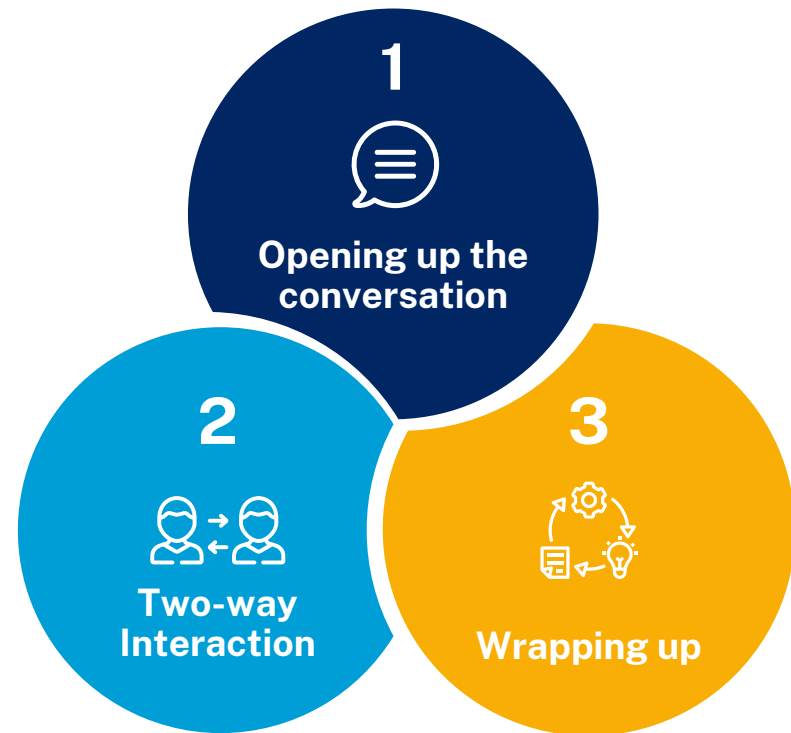 1
Opening up the
conversation
2
Two-way
Interaction
3
Wrapping up